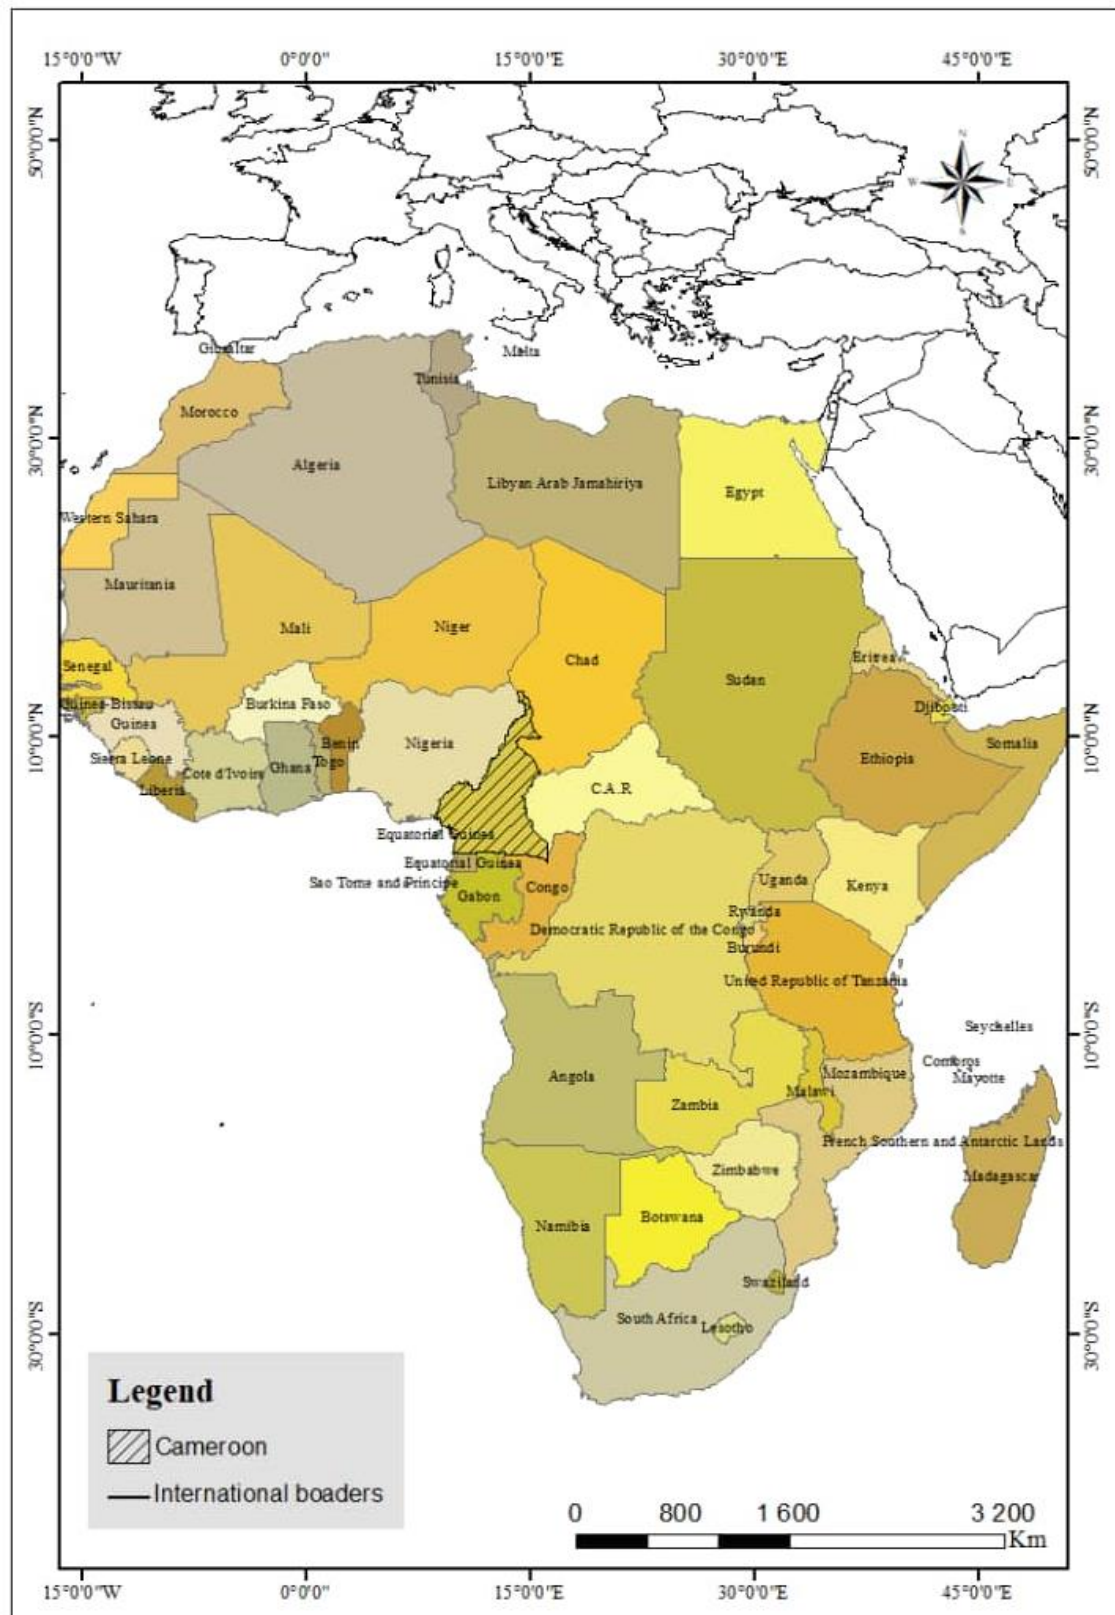 15°0'0"W 0°0'0" 15°0'0"E 30°0'0"E 45°0'0"E
50°0'0"N 50°0'0"N
N
W E
S
Gibraltar Malta
Tunisia
Morocco
30°0'0"N 30°0'0"N
Algeria
Libyan Arab Jamahiriya
Egypt
Western Sahara
Mauritania
Mali Niger
Chad
Eritrea
Senegal
Sudan
Guinea-Bissau Burkina Faso
Djibouti
Guinea
10°0'0"N 10°0'0"N
Benin Nigeria Somalia
Sierra Leone Togo Ethiopia
Cote d'Ivoire Ghana
Liberia C.A.R
Equatorial Guinea
Equatorial Guinea
Sao Tome and Principe Congo Uganda Kenya
Gabon
Rwanda
Democratic Republic of the Congo
Burundi
United Republic of Tanzania
10°0'0"S 10°0'0"S
Seychelles
Comoros
Mozambique
Mayotte
Angola
Malawi
Zambia
French Southern and Antarctic Lands
Zimbabwe
Madagascar
Botswana
Namibia
Swaziland
South Africa
Lesotho
30°0'0"S 30°0'0"S
Legend
Cameroon
International boaders
0 800 1 600 3 200
Km
15°0'0"W 0°0'0" 15°0'0"E 30°0'0"E 45°0'0"E